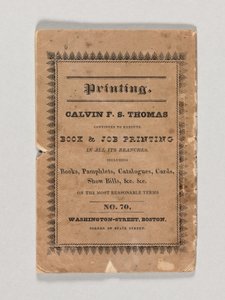 Printing.
CALVIN F. S. THOMAS
CONTINUES TO EXECUTE
BOOK & JOB PRINTING
IN ALL ITS BRANCHES.
INCLUDING
Books, Pamphlets, Catalogues, Cards,
Show Bills, &c. &c.
ON THE MOST REASONABLE TERMS
NO. 70,
WASHINGTON-STREET, BOSTON,
CORNER OF STATE STREET.